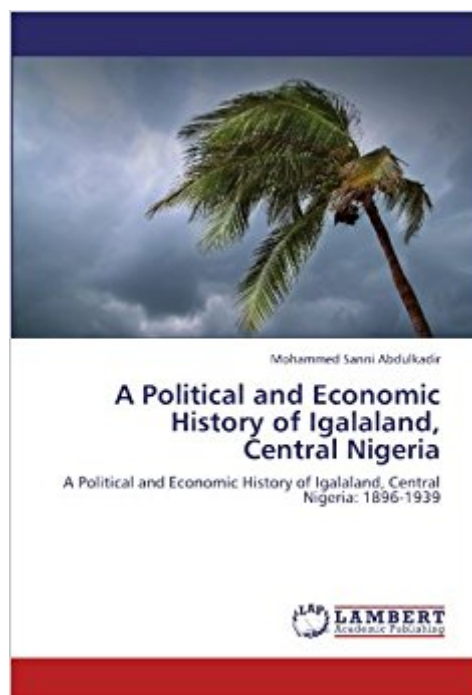 Mohammed Sanni Abdulkadir
A Political and Economic
History of Igalaland,
Central Nigeria
A Political and Economic History of Igalaland, Central
Nigeria: 1896-1939
LAP LAMBERT
Academic Publishing